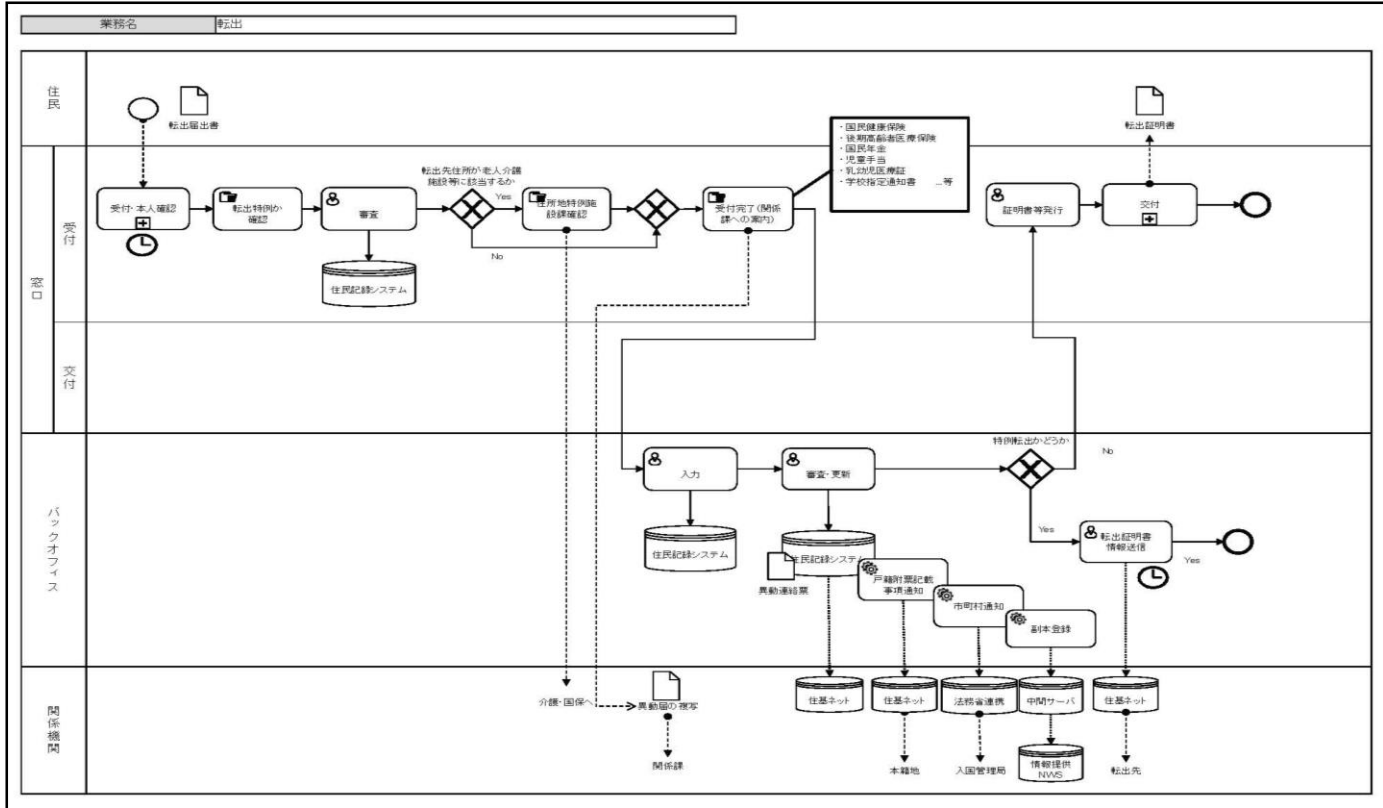 業務名
転出
住民
転出届出書
転出証明書
・国民健康保険
・後期高齢者医療保険
・国民年金
・児童手当
・乳幼児医療証
・学校指定通知書 …等
窓口
受付
受付・本人確認
転出特例か
確認
審査
住民記録システム
転出先住所が老人介護
施設等に該当するか
Yes
No
住所地特例施
設課確認
受付完了(関係
課への案内)
証明書等発行
交付
交付
バックオフィス
入力
住民記録システム
審査・更新
住民記録システム
異動連絡票
戸籍附票記載
事項通知
市町村通知
副本登録
特例転出かどうか
No
Yes
転出証明書
情報送信
Yes
関係機関
介護・国保へ
異動届の複写
関係課
住基ネット
住基ネット
本籍地
法務省連携
入国管理局
中間サーバ
情報提供
NWS
住基ネット
転出先